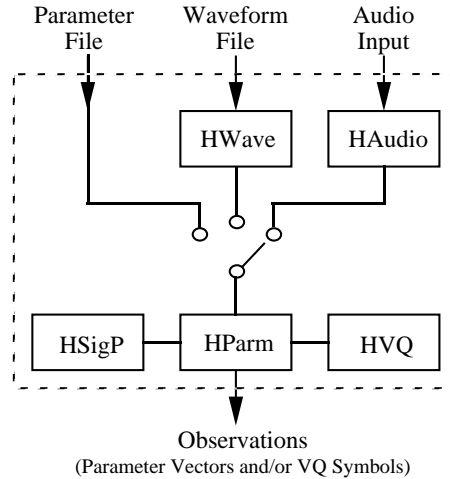 Parameter
File
Waveform
File
Audio
Input
HWave
HAudio
HSigP
HParm
HVQ
Observations
(Parameter Vectors and/or VQ Symbols)